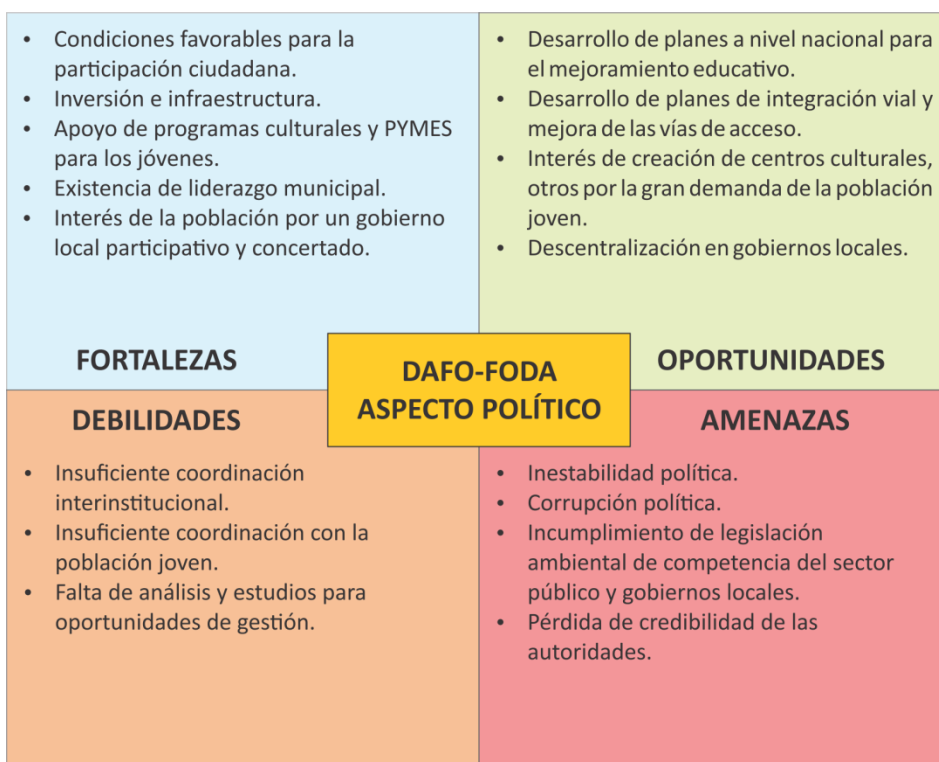 • Condiciones favorables para la
participación ciudadana.
• Inversión e infraestructura.
• Apoyo de programas culturales y PYMES
para los jóvenes.
• Existencia de liderazgo municipal.
• Interés de la población por un gobierno
local participativo y concertado.
FORTALEZAS
• Desarrollo de planes a nivel nacional para
el mejoramiento educativo.
• Desarrollo de planes de integración vial y
mejora de las vías de acceso.
• Interés de creación de centros culturales,
otros por la gran demanda de la población
joven.
• Descentralización en gobiernos locales.
OPORTUNIDADES
DAFO-FODA
ASPECTO POLÍTICO
DEBILIDADES
• Insuficiente coordinación
interinstitucional.
• Insuficiente coordinación con la
población joven.
• Falta de análisis y estudios para
oportunidades de gestión.
AMENAZAS
• Inestabilidad política.
• Corrupción política.
• Incumplimiento de legislación
ambiental de competencia del sector
público y gobiernos locales.
• Pérdida de credibilidad de las
autoridades.